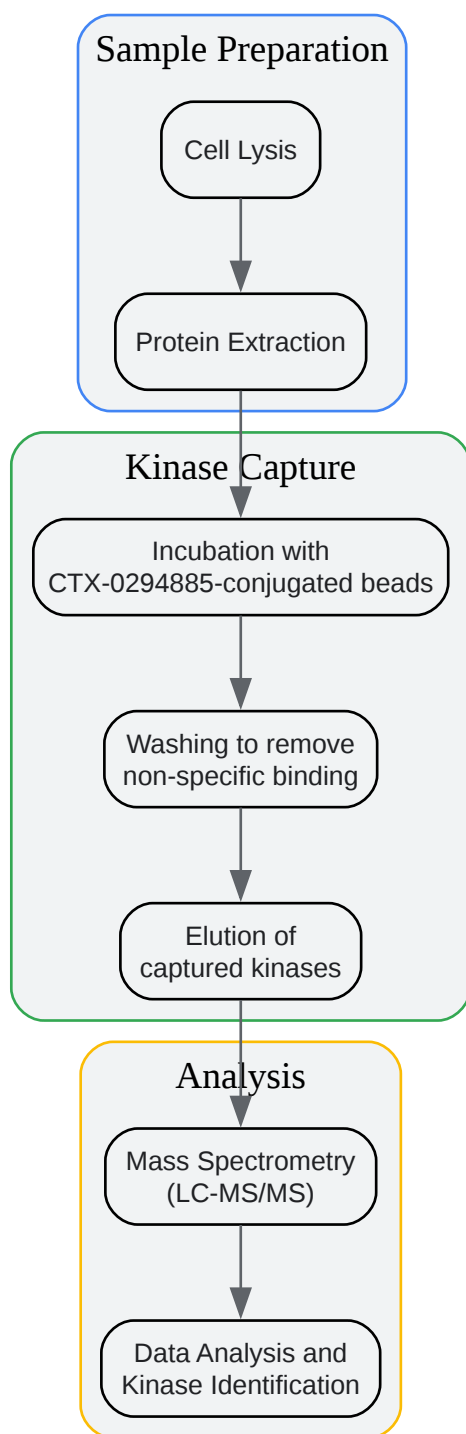 Sample Preparation
Cell Lysis
Protein Extraction
Kinase Capture
Incubation with
CTX-0294885-conjugated beads
Washing to remove
non-specific binding
Elution of
captured kinases
Analysis
Mass Spectrometry
(LC-MS/MS)
Data Analysis and
Kinase Identification